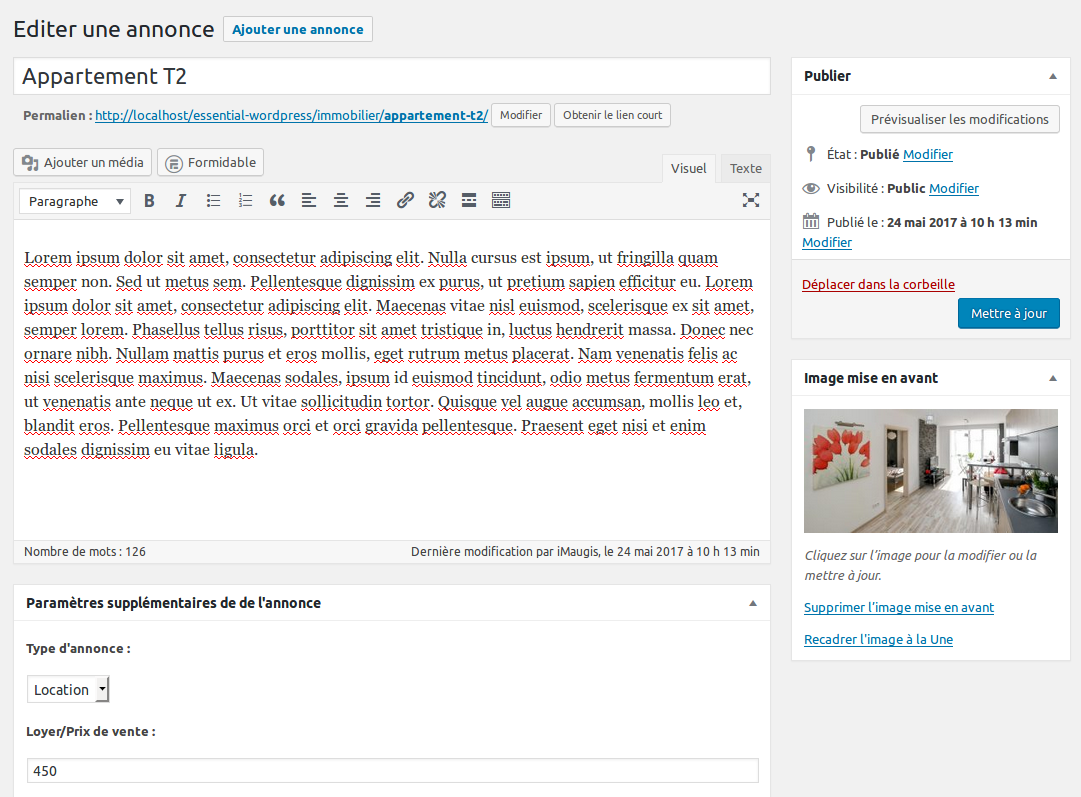 Editer une annonce Ajouter une annonce
Appartement T2
Permalien : http://localhost/essential-wordpress/immobilier/appartement-t2/ Modifier Obtenir le lien court
Ajouter un média Formidable Visuel Texte
Paragraphe
Lorem ipsum dolor sit amet, consectetur adipiscing elit. Nulla cursus est ipsum, ut fringilla quam
semper non. Sed ut metus sem. Pellentesque dignissim ex purus, ut pretium sapien efficitur eu. Lorem
ipsum dolor sit amet, consectetur adipiscing elit. Maecenas vitae nisl euismod, scelerisque ex sit amet,
semper lorem. Phasellus tellus risus, porttitor sit amet tristique in, luctus hendrerit massa. Donec nec
ornare nibh. Nullam mattis purus et eros mollis, eget rutrum metus placerat. Nam venenatis felis ac
nisi scelerisque maximus. Maecenas sodales, ipsum id euismod tincidunt, odio metus fermentum erat,
ut venenatis ante neque ut ex. Ut vitae sollicitudin tortor. Quisque vel augue accumsan, mollis leo et,
blandit eros. Pellentesque maximus orci et orci gravida pellentesque. Praesent eget nisi et enim
sodales dignissim eu vitae ligula.
Nombre de mots : 126 Dernière modification par iMaugis, le 24 mai 2017 à 10 h 13 min
Paramètres supplémentaires de de l'annonce
Type d'annonce :
Location
Loyer/Prix de vente :
450
Publier
Prévisualiser les modifications
État : Publié Modifier
Visibilité : Public Modifier
Publié le : 24 mai 2017 à 10 h 13 min
Modifier
Déplacer dans la corbeille
Mettre à jour
Image mise en avant
Cliquez sur l'image pour la modifier ou la
mettre à jour.
Supprimer l'image mise en avant
Recadrer l'image à la Une